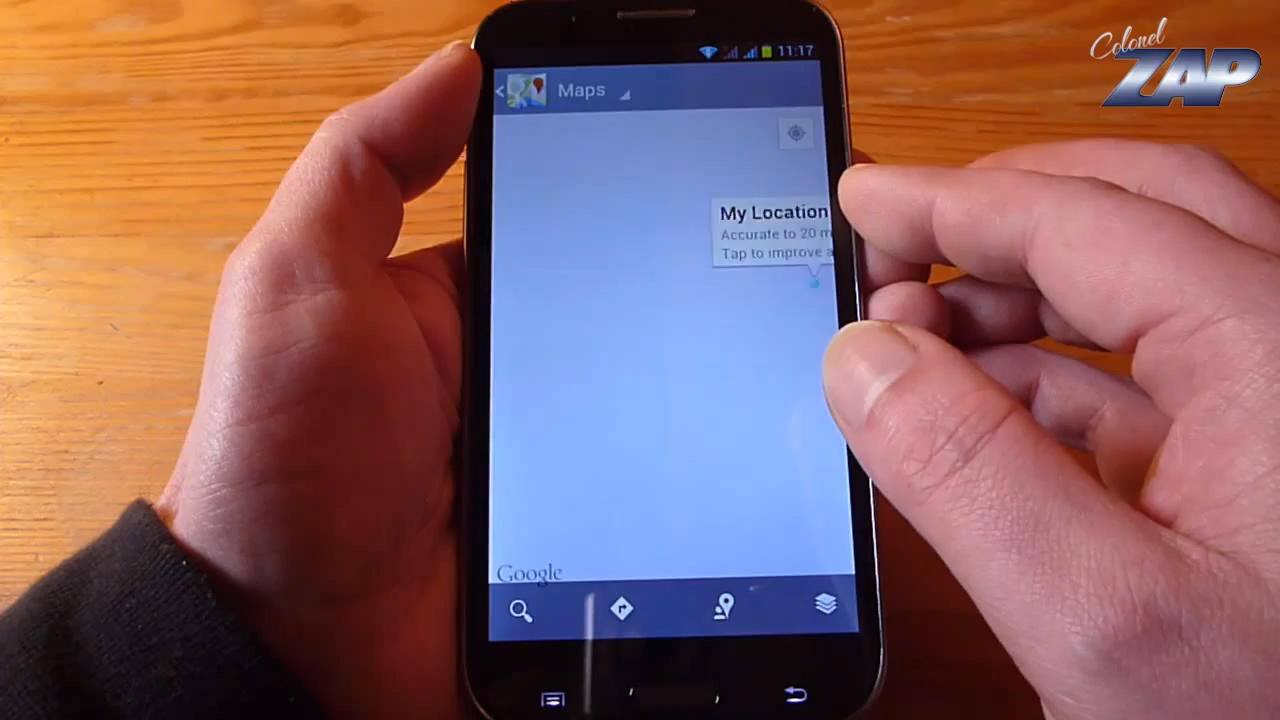 Colonel
ZAP
11:17
Maps
My Location
Accurate to 20 m
Tap to improve a
Google